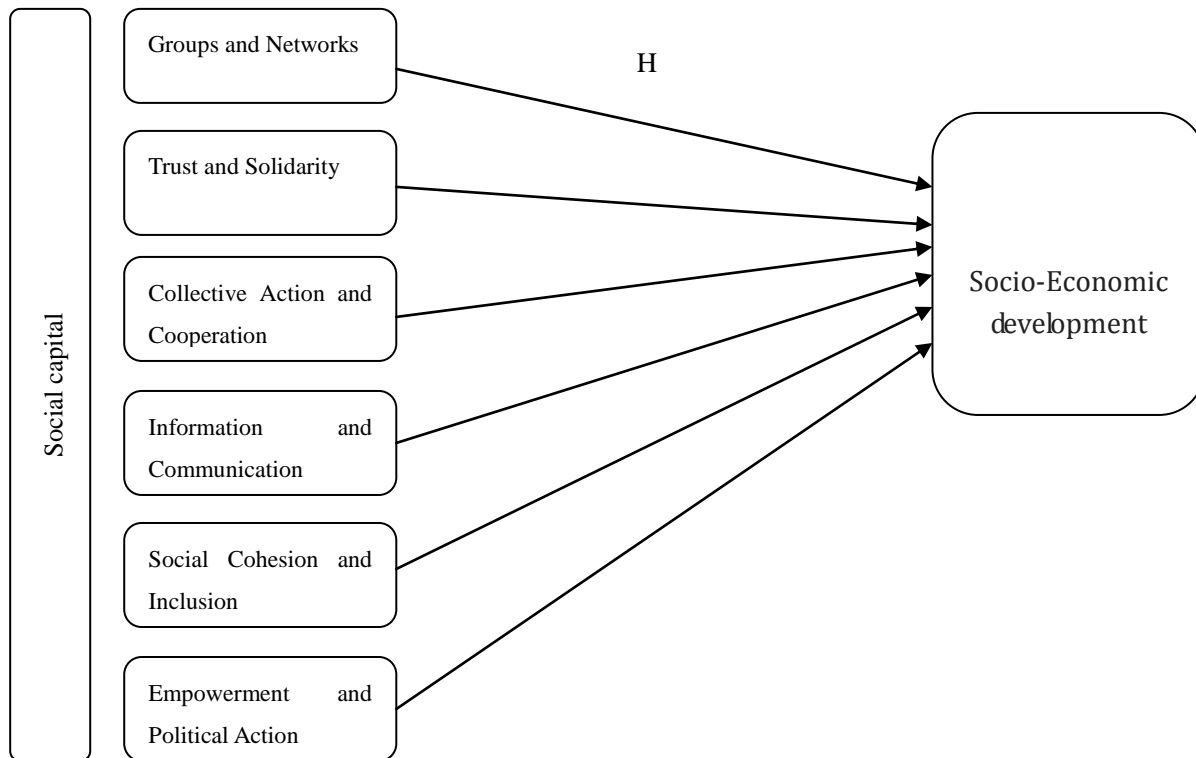 Social capital
Groups and Networks
H
Trust and Solidarity
Collective Action and
Cooperation
Information and
Communication
Social Cohesion and
Inclusion
Empowerment and
Political Action
Socio-Economic
development